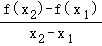 f(x₂)-f(x₁)
x₂-x₁